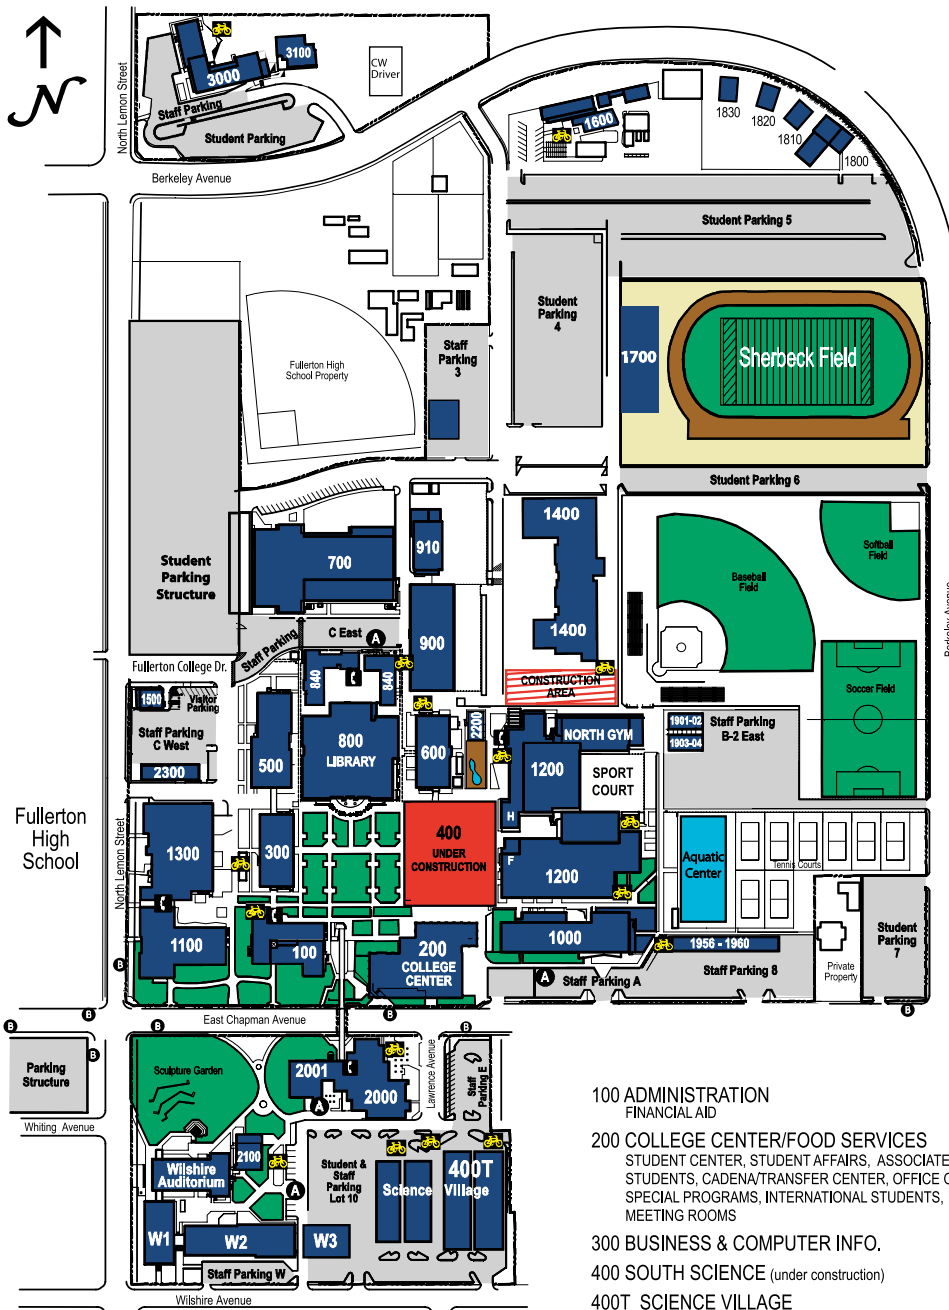 N
North Lemon Street
3000
3100
CW
Driver
Staff Parking
Student Parking
Berkeley Avenue
1600
1830
1820
1810
1800
Student Parking 5
Student
Parking
4
Staff
Parking
3
Fullerton High
School Property
1700
Sherbeck Field
Student Parking 6
Student
Parking
Structure
700
910
1400
1400
900
Baseball
Field
Softball
Field
Berkeley Avenue
Staff Parking
C East
A
Fullerton College Dr.
840
840
CONSTRUCTION
AREA
Soccer Field
1500
Visitor
Parking
Staff Parking
C West
2300
500
800
LIBRARY
600
2200
NORTH GYM
1200
SPORT
COURT
1901-02
1903-04
Staff Parking
B-2 East
Fullerton
High
School
North Lemon Street
1300
300
400
UNDER
CONSTRUCTION
H
F
1200
Aquatic
Center
Tennis Courts
1100
100
200
COLLEGE
CENTER
1000
1956 - 1960
Student
Parking
7
Private
Property
A
Staff Parking A
Staff Parking 8
B
East Chapman Avenue
B
B
B
B
B
B
B
Parking
Structure
Whiting Avenue
Sculpture Garden
2001
2000
A
Lawrence Avenue
Staff
Parking E
2100
Wilshire
Auditorium
A
Student &
Staff
Parking
Lot 10
Science
400T
Village
W1
W2
W3
Staff Parking W
Wilshire Avenue
100 ADMINISTRATION
FINANCIAL AID
200 COLLEGE CENTER/FOOD SERVICES
STUDENT CENTER, STUDENT AFFAIRS, ASSOCIATE
STUDENTS, CADENA/TRANSFER CENTER, OFFICE O
SPECIAL PROGRAMS, INTERNATIONAL STUDENTS,
MEETING ROOMS
300 BUSINESS & COMPUTER INFO.
400 SOUTH SCIENCE (under construction)
400T SCIENCE VILLAGE